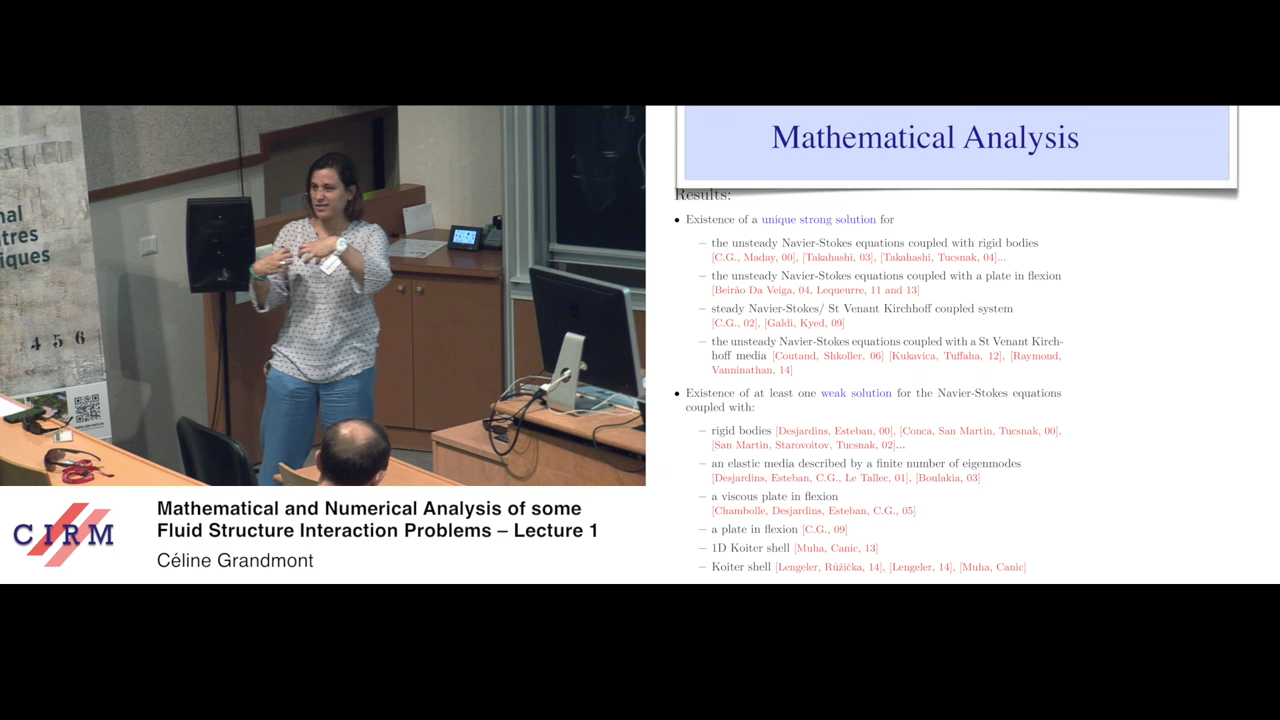 nal
tres
iques
4 5 6
CIRM
Mathematical and Numerical Analysis of some
Fluid Structure Interaction Problems – Lecture 1
Céline Grandmont
Mathematical Analysis
Results:
• Existence of a unique strong solution for
– the unsteady Navier-Stokes equations coupled with rigid bodies
[C.G., Maday, 00], [Takahashi, 03], [Takahashi, Tucsnak, 04]...
– the unsteady Navier-Stokes equations coupled with a plate in flexion
[Beirão Da Veiga, 04, Lequeurre, 11 and 13]
– steady Navier-Stokes/ St Venant Kirchhoff coupled system
[C.G., 02], [Galdi, Kyed, 09]
– the unsteady Navier-Stokes equations coupled with a St Venant Kirch-
hoff media [Coutand, Shkoller, 06] [Kukavica, Tuffaha, 12], [Raymond,
Vanninathan, 14]
• Existence of at least one weak solution for the Navier-Stokes equations
coupled with:
– rigid bodies [Desjardins, Esteban, 00], [Conca, San Martin, Tucsnak, 00],
[San Martin, Starovoitov, Tucsnak, 02]...
– an elastic media described by a finite number of eigenmodes
[Desjardins, Esteban, C.G., Le Tallec, 01], [Boulakia, 03]
– a viscous plate in flexion
[Chambolle, Desjardins, Esteban, C.G., 05]
– a plate in flexion [C.G., 09]
– 1D Koiter shell [Muha, Canic, 13]
– Koiter shell [Lengeler, Růžička, 14], [Lengeler, 14], [Muha, Canic]